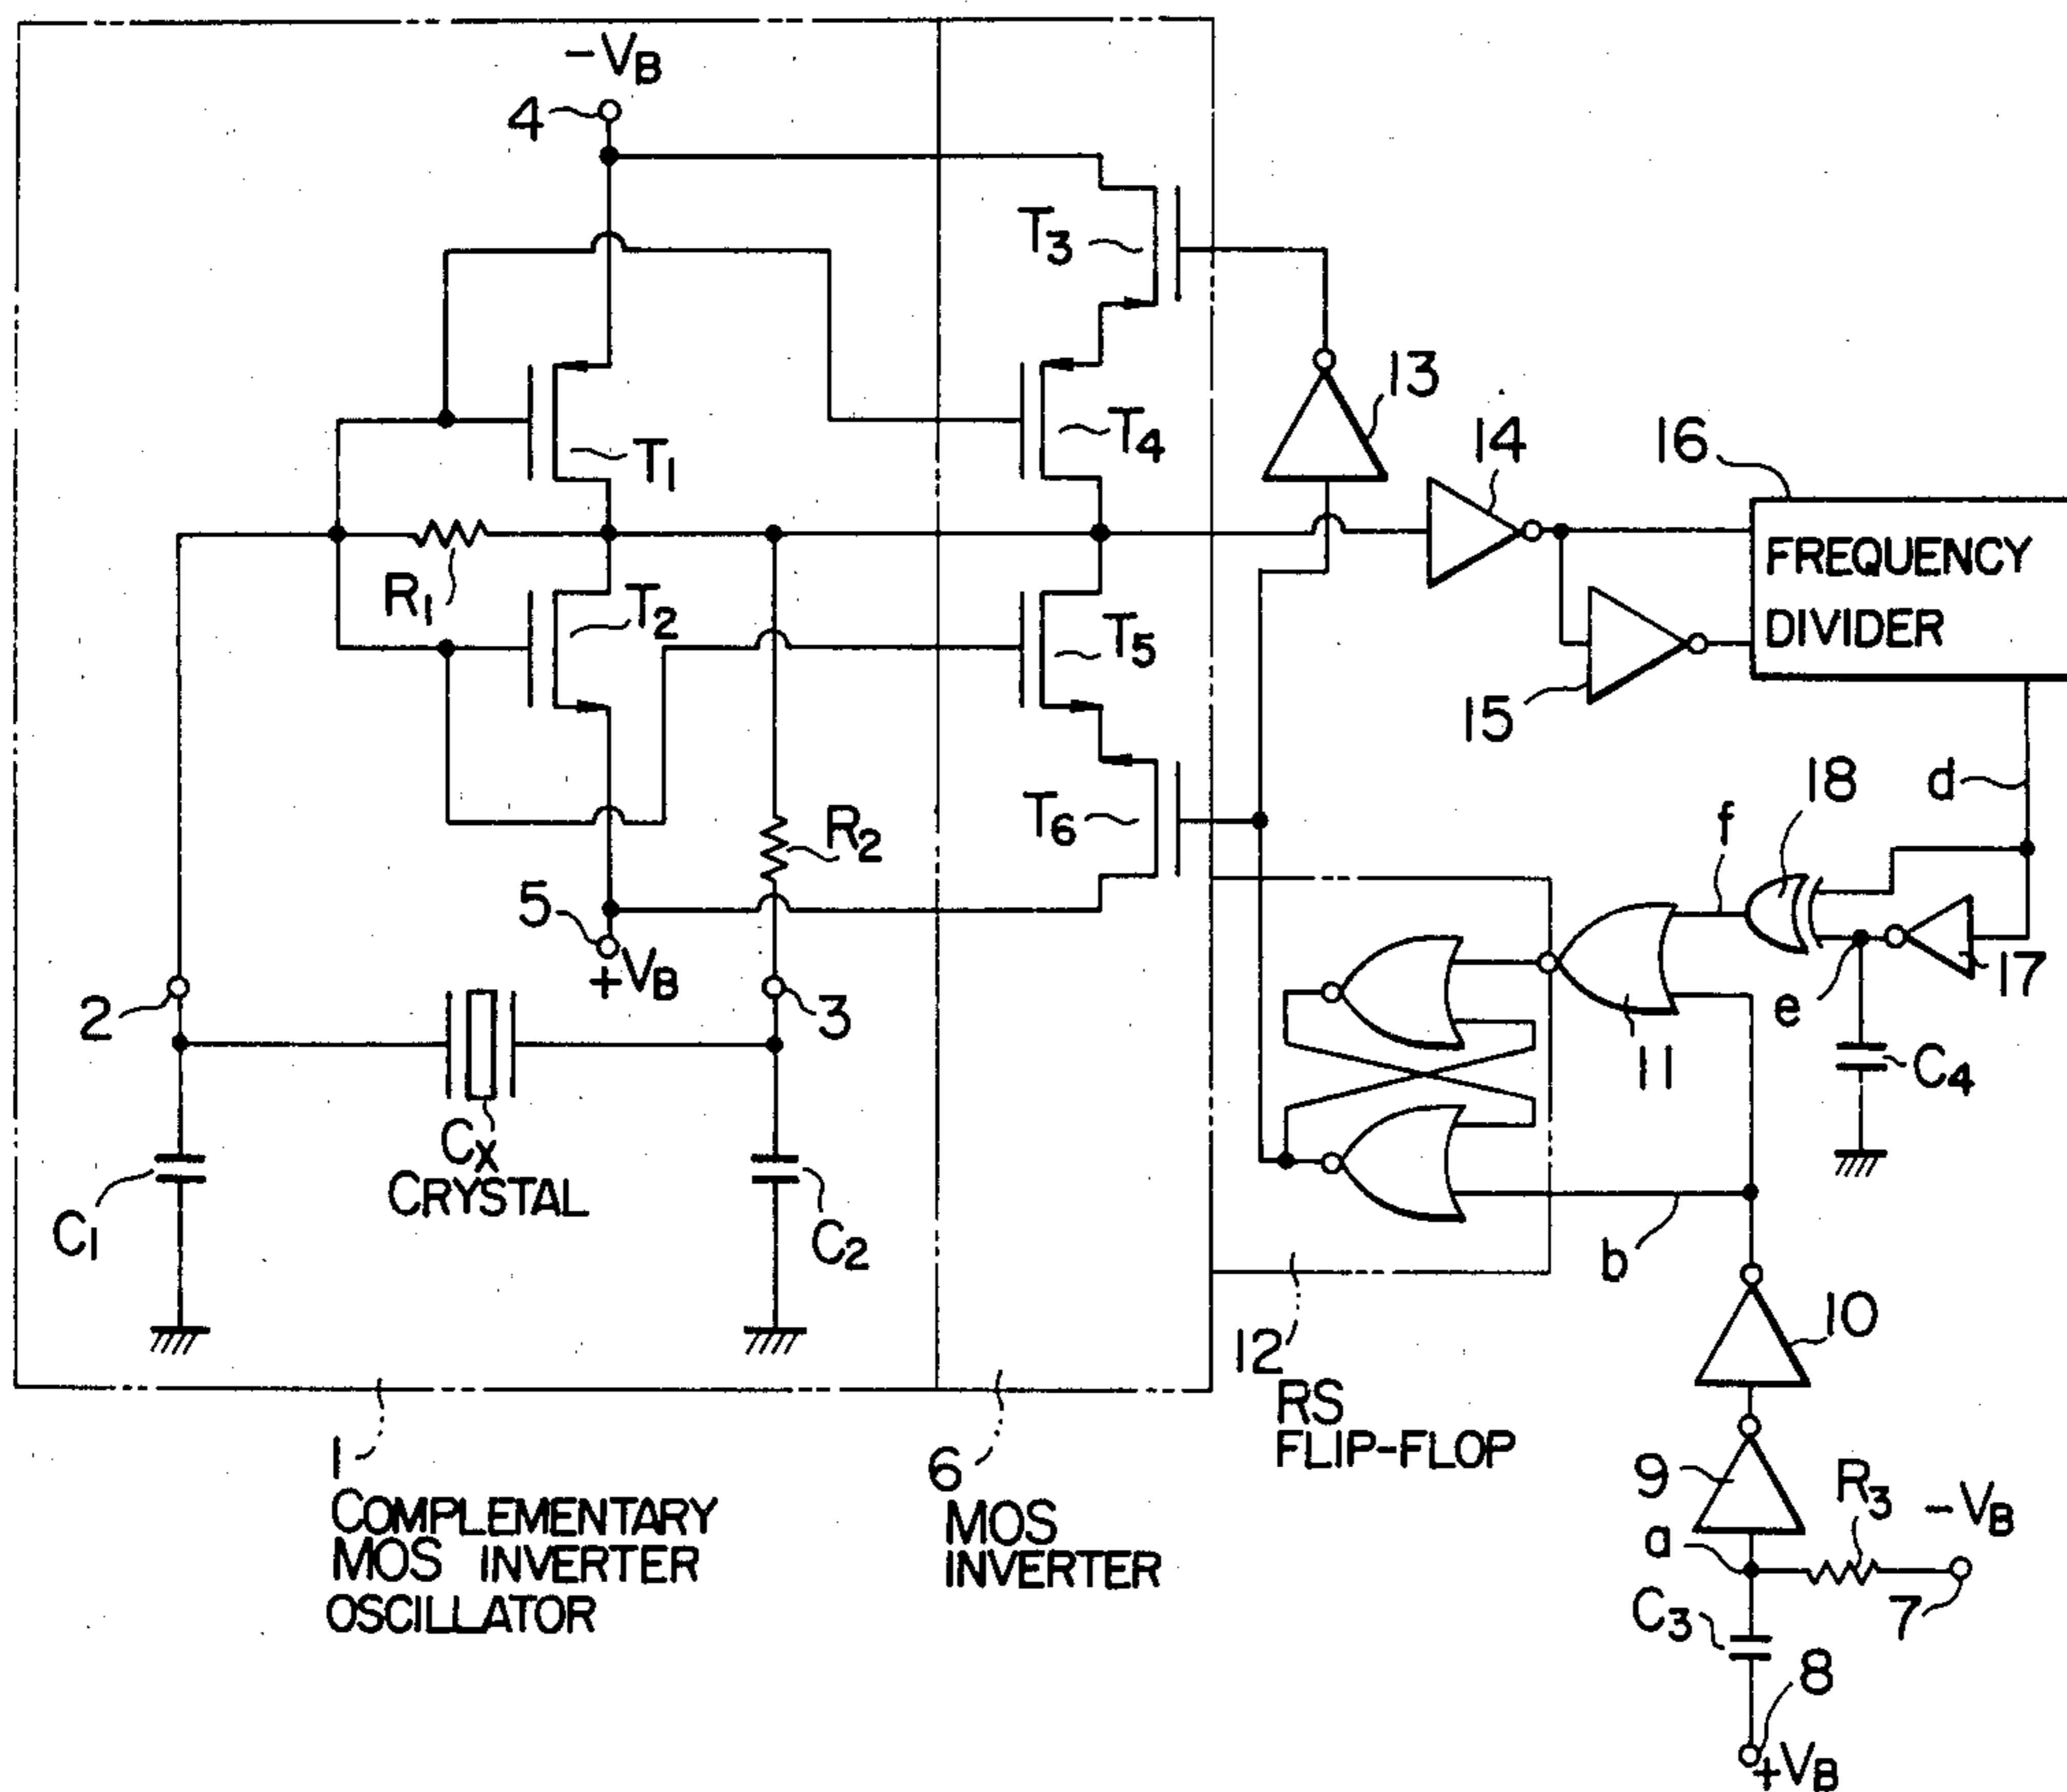 −VB
4
T3
13
T1
T4
14
16
FREQUENCY
DIVIDER
R1
T2
T5
15
18
d
f
T6
R2
5
+VB
2
3
17
e
11
C4
CX
CRYSTAL
C1
C2
b
10
12
RS
FLIP-FLOP
1
COMPLEMENTARY
MOS INVERTER
OSCILLATOR
6
MOS
INVERTER
9
R3
−VB
a
7
C3
8
+VB